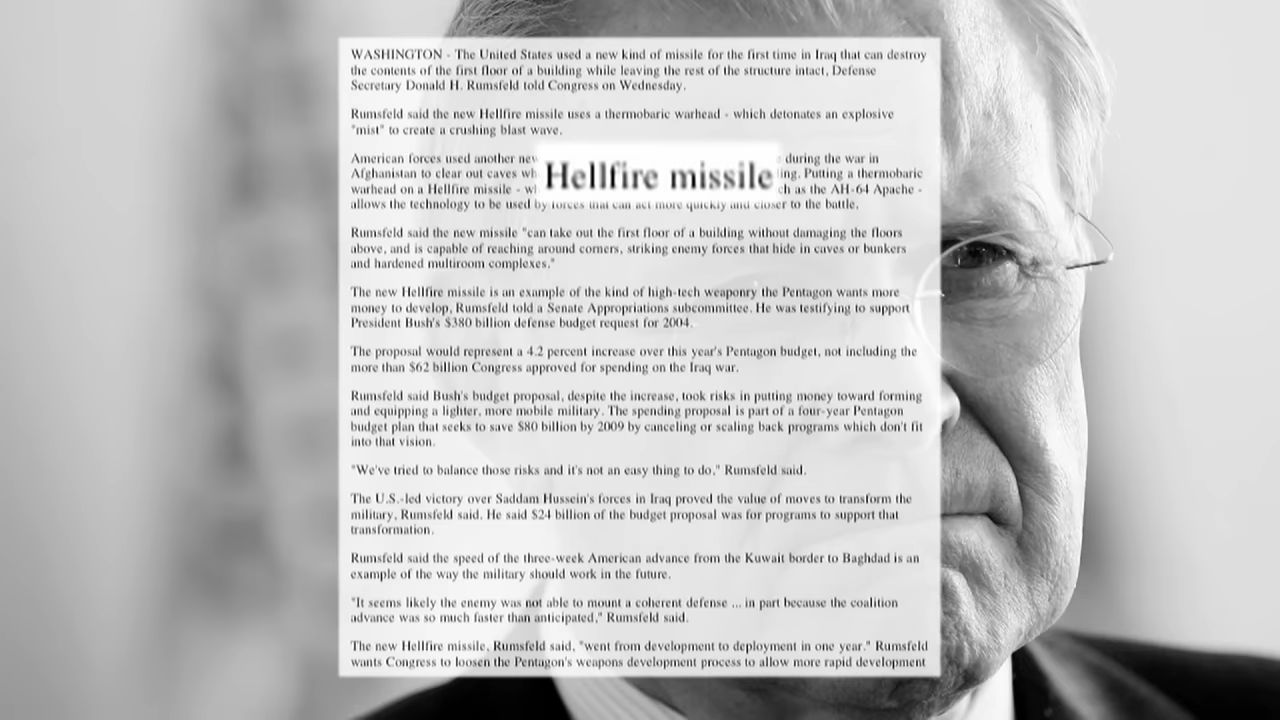 WASHINGTON - The United States used a new kind of missile for the first time in Iraq that can destroy
the contents of the first floor of a building while leaving the rest of the structure intact, Defense
Secretary Donald H. Rumsfeld told Congress on Wednesday.
Rumsfeld said the new Hellfire missile uses a thermobaric warhead - which detonates an explosive
"mist" to create a crushing blast wave.
American forces used another during the war in
Afghanistan to clear out caves Putting a thermobaric
Hellfire missile
warhead on a Hellfire missile - as the AH-64 Apache -
allows the technology to be used by forces that can act more quickly and closer to the battle.
Rumsfeld said the new missile "can take out the first floor of a building without damaging the floors
above, and is capable of reaching around corners, striking enemy forces that hide in caves or bunkers
and hardened multiroom complexes."
The new Hellfire missile is an example of the kind of high-tech weaponry the Pentagon wants more
money to develop, Rumsfeld told a Senate Appropriations subcommittee. He was testifying to support
President Bush's $380 billion defense budget request for 2004.
The proposal would represent a 4.2 percent increase over this year's Pentagon budget, not including the
more than $62 billion Congress approved for spending on the Iraq war.
Rumsfeld said Bush's budget proposal, despite the increase, took risks in putting money toward forming
and equipping a lighter, more mobile military. The spending proposal is part of a four-year Pentagon
budget plan that seeks to save $80 billion by 2009 by canceling or scaling back programs which don't fit
into that vision.
"We've tried to balance those risks and it's not an easy thing to do," Rumsfeld said.
The U.S.-led victory over Saddam Hussein's forces in Iraq proved the value of moves to transform the
military, Rumsfeld said. He said $24 billion of the budget proposal was for programs to support that
transformation.
Rumsfeld said the speed of the three-week American advance from the Kuwait border to Baghdad is an
example of the way the military should work in the future.
"It seems likely the enemy was not able to mount a coherent defense ... in part because the coalition
advance was so much faster than anticipated," Rumsfeld said.
The new Hellfire missile, Rumsfeld said, "went from development to deployment in one year." Rumsfeld
wants Congress to loosen the Pentagon's weapons development process to allow more rapid development